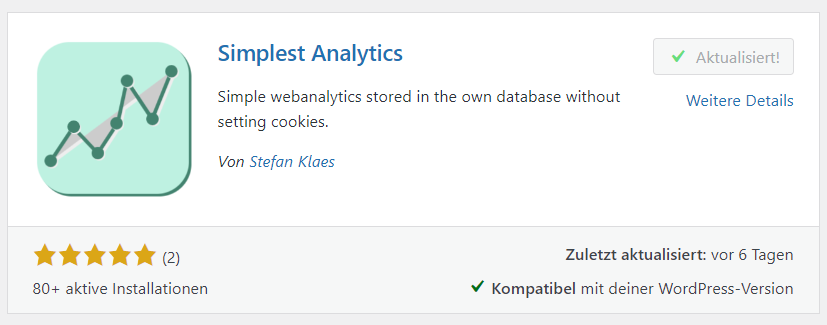 Simplest Analytics
Aktualisiert!
Simple webanalytics stored in the own database without
setting cookies.
Weitere Details
Von Stefan Klaes
(2)
Zuletzt aktualisiert: vor 6 Tagen
80+ aktive Installationen
Kompatibel mit deiner WordPress-Version